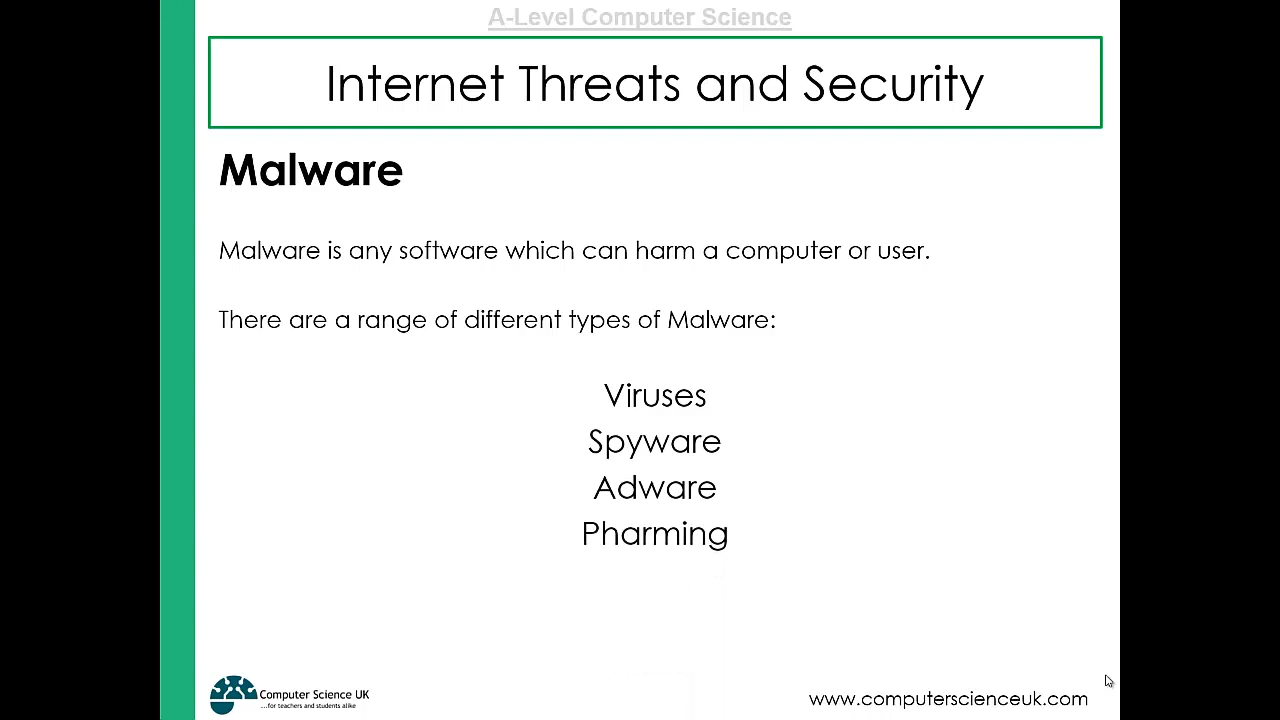 A-Level Computer Science
Internet Threats and Security
Malware
Malware is any software which can harm a computer or user.
There are a range of different types of Malware:
Viruses
Spyware
Adware
Pharming
Computer Science UK
....for teachers and students alike
www.computerscienceuk.com